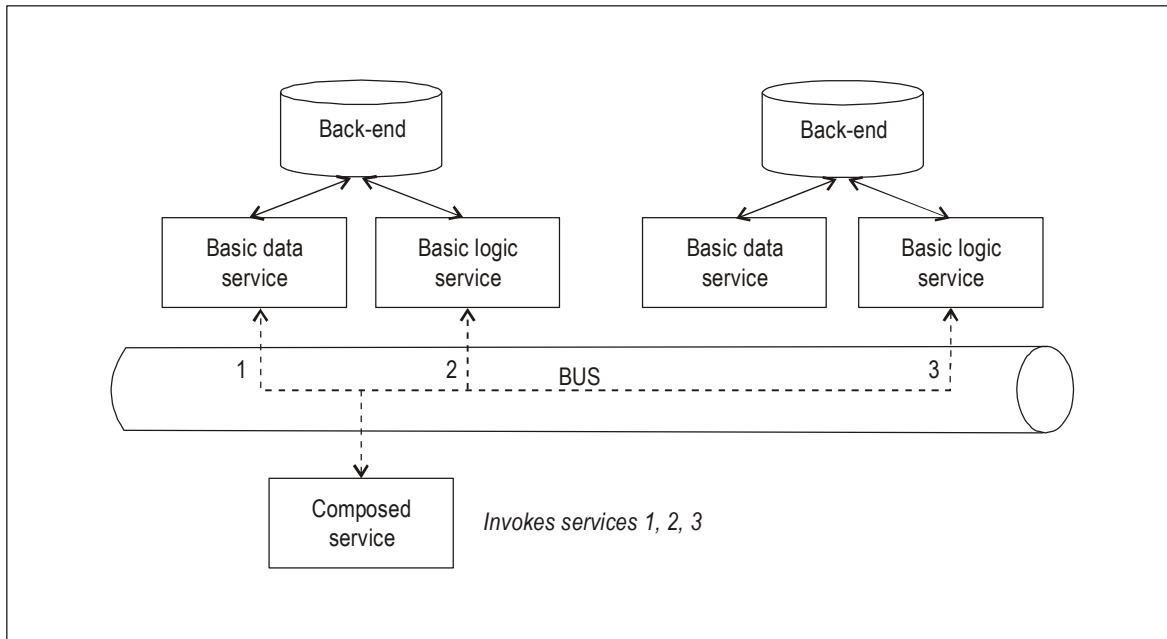 Back-end
Back-end
Basic data
service
Basic logic
service
Basic data
service
Basic logic
service
1
2
BUS
3
Composed
service
Invokes services 1, 2, 3